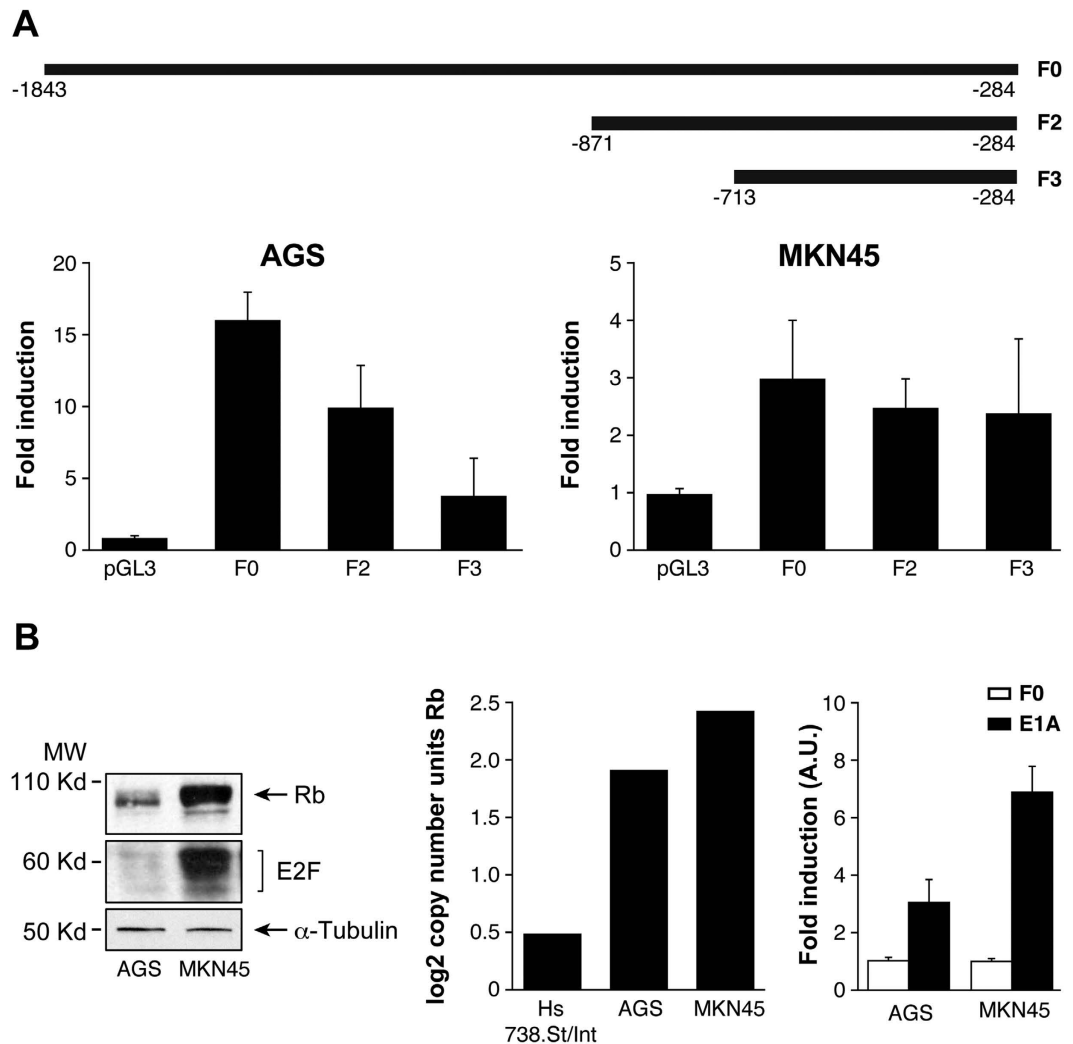 A
F0
-1843 -284
F2
-871 -284
F3
-713 -284
AGS
Fold induction
20
15
10
5
0
pGL3 F0 F2 F3
MKN45
Fold induction
5
4
3
2
1
0
pGL3 F0 F2 F3
B
MW
110 Kd
Rb
60 Kd
E2F
50 Kd
α-Tubulin
AGS MKN45
log2 copy number units Rb
2.5
2.0
1.5
1.0
0.5
0
Hs
738.St/Int
AGS MKN45
F0
E1A
Fold induction (A.U.)
10
8
6
4
2
0
AGS MKN45